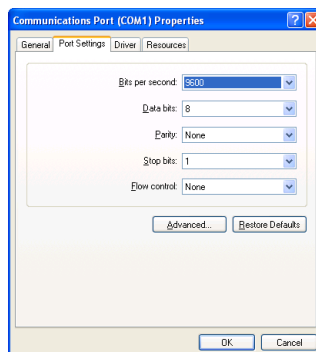 Communications Port (COM1) Properties
General Port Settings Driver Resources
Bits per second: 9600
Data bits: 8
Parity: None
Stop bits: 1
Flow control: None
Advanced... Restore Defaults
OK Cancel